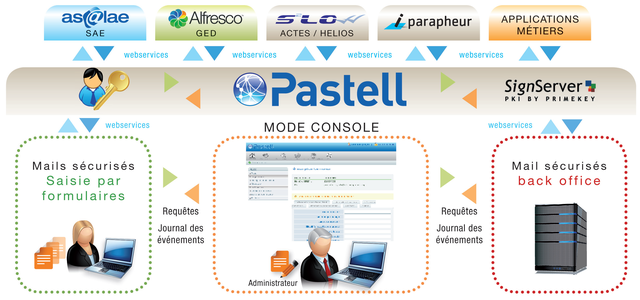 as@lae
SAE
Alfresco
GED
S²LOW
ACTES / HELIOS
i parapheur
APPLICATIONS
MÉTIERS
webservices
webservices
webservices
webservices
Pastell
SignServer
PKI BY PRIMEKEY
webservices
MODE CONSOLE
webservices
Mails sécurisés
Saisie par
formulaires
Requêtes
Journal des
événements
Pastell
Administrateur
Requêtes
Journal des
événements
Mail sécurisés
back office